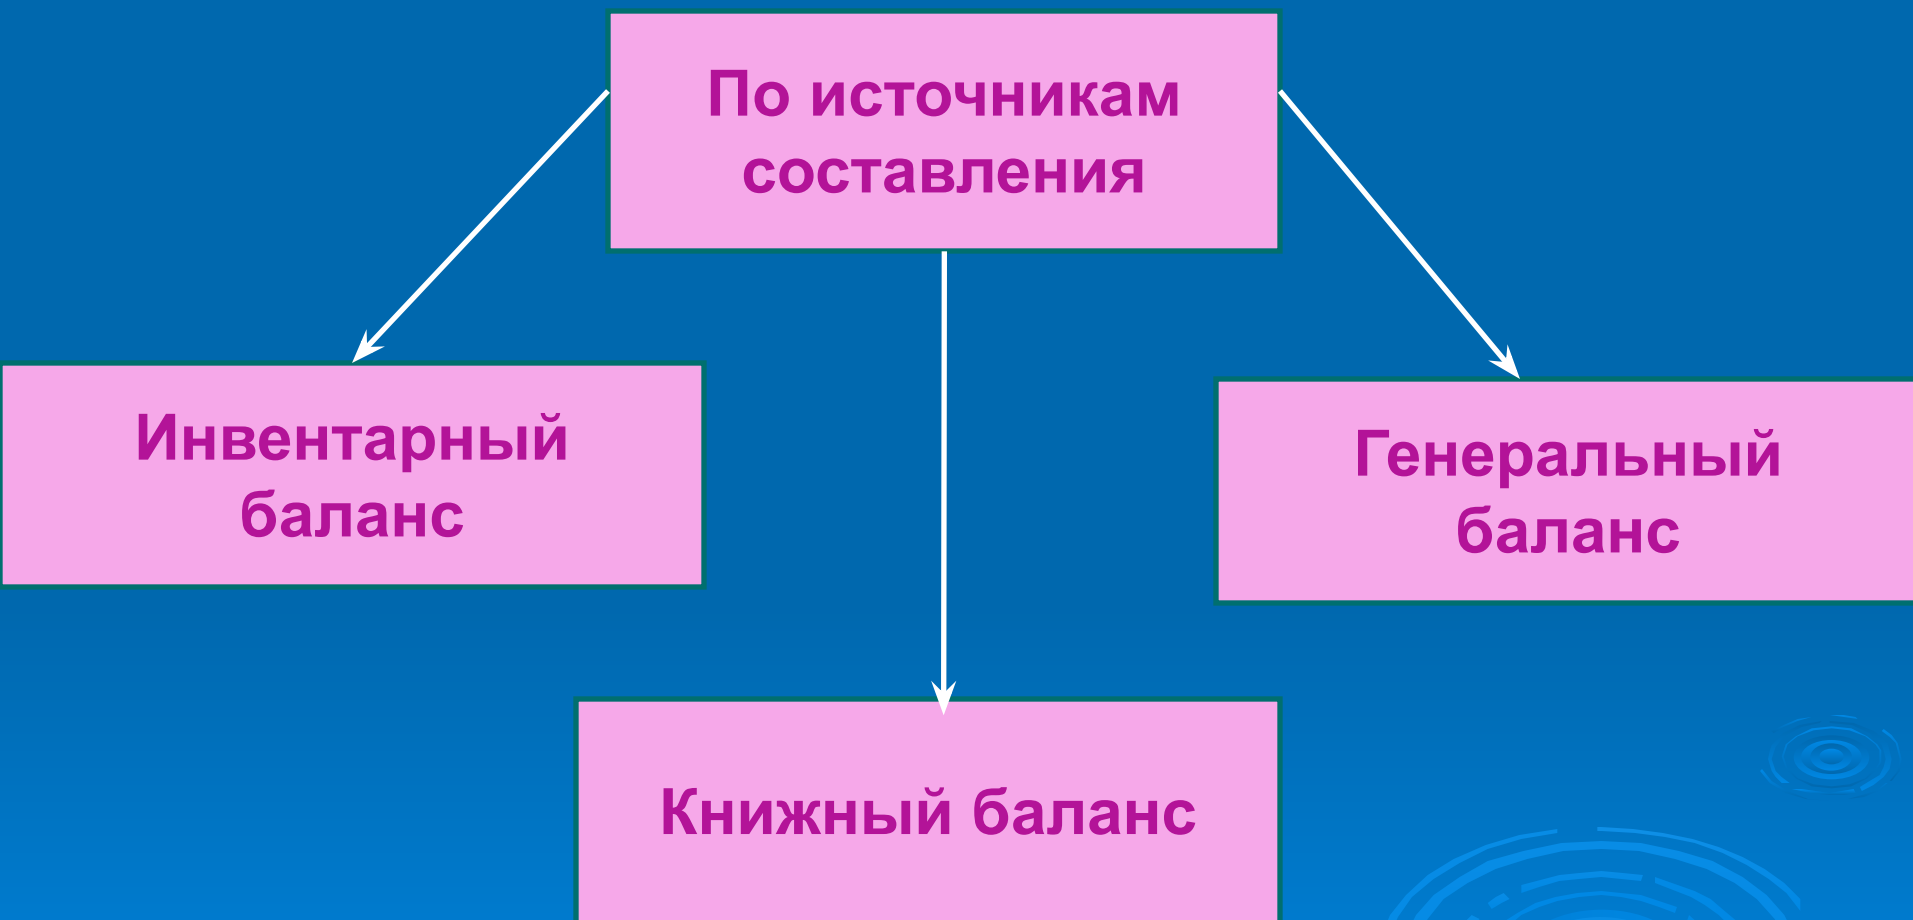 По источникам
составления
Инвентарный
баланс
Генеральный
баланс
Книжный баланс